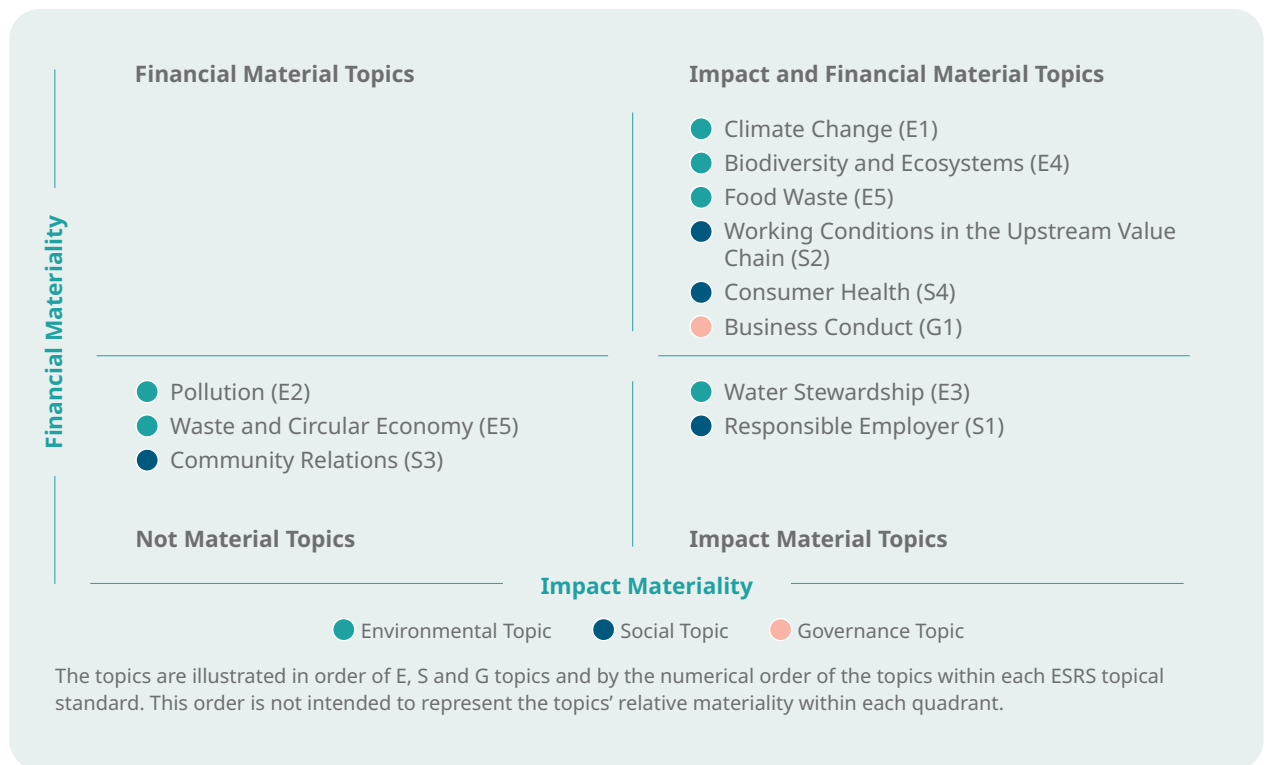 Financial Material Topics
Impact and Financial Material Topics
Climate Change (E1)
Biodiversity and Ecosystems (E4)
Food Waste (E5)
Working Conditions in the Upstream Value
Chain (S2)
Consumer Health (S4)
Business Conduct (G1)
Financial Materiality
Pollution (E2)
Waste and Circular Economy (E5)
Community Relations (S3)
Water Stewardship (E3)
Responsible Employer (S1)
Not Material Topics
Impact Material Topics
Impact Materiality
Environmental Topic
Social Topic
Governance Topic
The topics are illustrated in order of E, S and G topics and by the numerical order of the topics within each ESRS topical
standard. This order is not intended to represent the topics’ relative materiality within each quadrant.